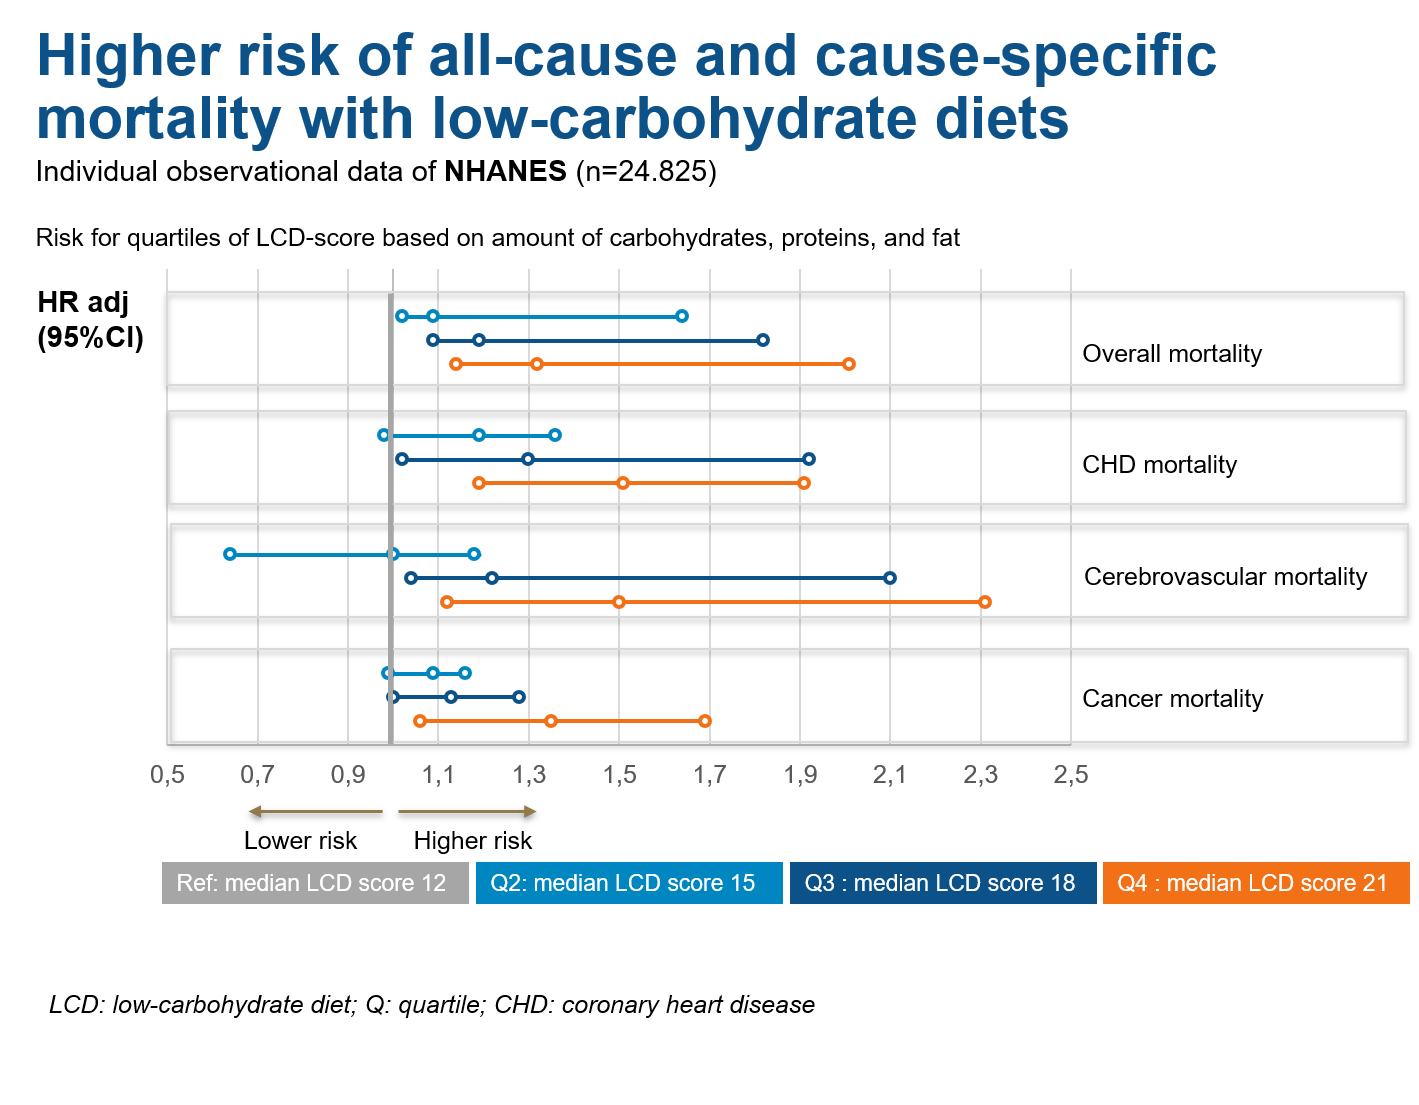 Higher risk of all-cause and cause-specific
mortality with low-carbohydrate diets
Individual observational data of NHANES (n=24.825)
Risk for quartiles of LCD-score based on amount of carbohydrates, proteins, and fat
HR adj
(95%CI)
Overall mortality
CHD mortality
Cerebrovascular mortality
Cancer mortality
0,5 0,7 0,9 1,1 1,3 1,5 1,7 1,9 2,1 2,3 2,5
Lower risk Higher risk
Ref: median LCD score 12 Q2: median LCD score 15 Q3 : median LCD score 18 Q4 : median LCD score 21
LCD: low-carbohydrate diet; Q: quartile; CHD: coronary heart disease